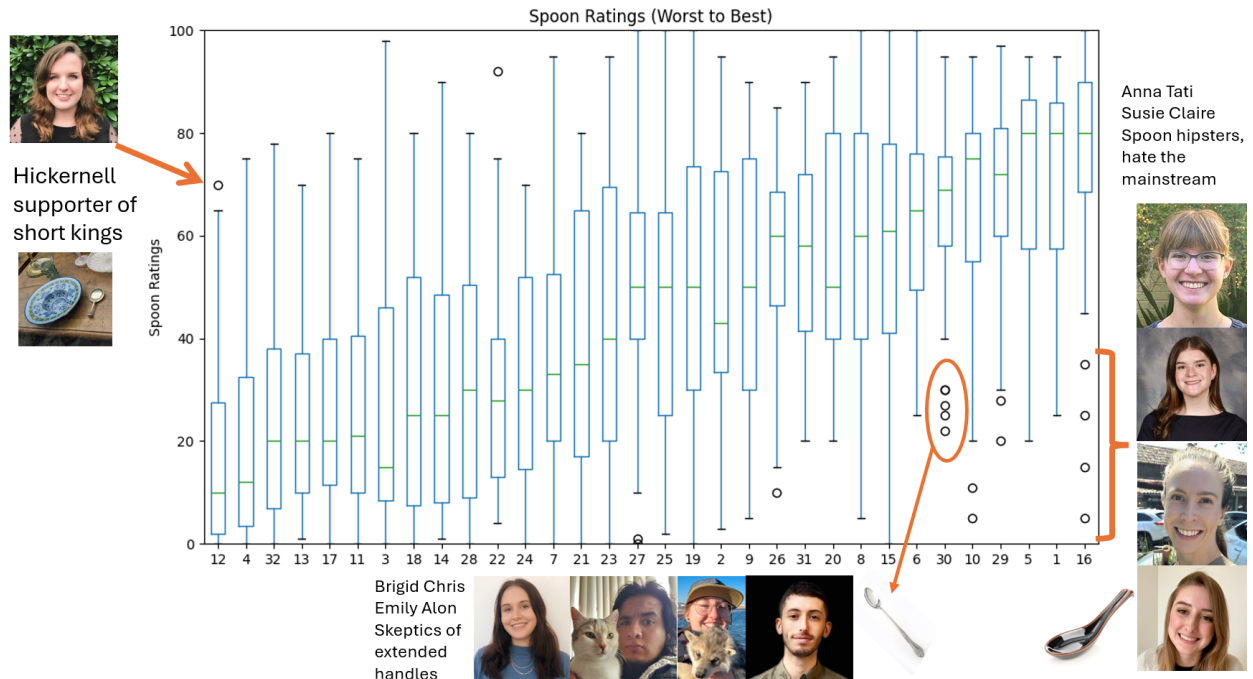 Spoon Ratings (Worst to Best)
Hickernell
supporter of
short kings
Spoon Ratings
100
80
60
40
20
0
12 4 32 13 17 11 3 18 14 28 22 24 7 21 23 27 25 19 2 9 26 31 20 8 15 6 30 10 29 5 1 16
Anna Tati
Susie Claire
Spoon hipsters,
hate the
mainstream
Brigid Chris
Emily Alon
Skeptics of
extended
handles